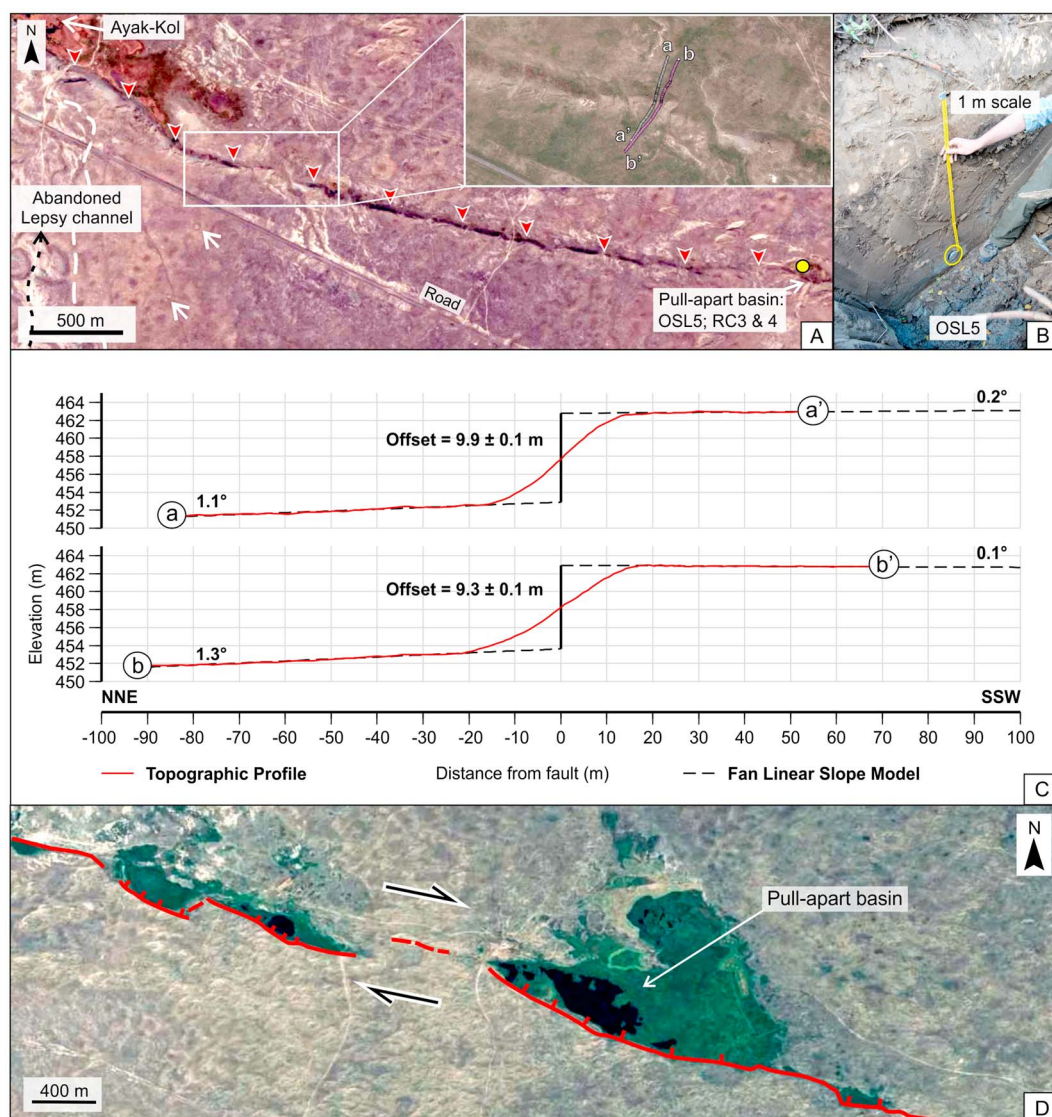 N
Ayak-Kol
Abandoned
Lepsy channel
500 m
Road
a
b
a'
b'
Pull-apart basin:
OSL5; RC3 & 4
A
1 m scale
OSL5
B
Elevation (m)
464
462
460
458
456
454
452
450
Offset = 9.9 ± 0.1 m
0.2°
1.1°
a
a'
464
462
460
458
456
454
452
450
Offset = 9.3 ± 0.1 m
0.1°
1.3°
b
b'
NNE SSW
-100 -90 -80 -70 -60 -50 -40 -30 -20 -10 0 10 20 30 40 50 60 70 80 90 100
Topographic Profile Distance from fault (m) Fan Linear Slope Model
C
N
Pull-apart basin
400 m
D